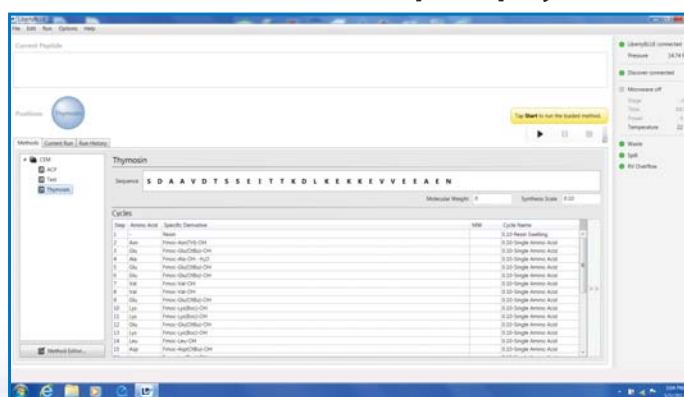 LibertyBLUE
File Edit Run Options Help
Current Peptide
Positions: Thymosin
Tap Start to run the loaded method.
Methods Current Run Run History
CEM
ACP
Test
Thymosin
Method Editor...
Thymosin
Sequence: S D A A V D T S S E I T T K D L K E K K E V V E E A E N
Molecular Weight: 0 Synthesis Scale 0.10
Cycles
Step Amino Acid Specific Derivative MW Cycle Name
1 - Resin 0.10-Resin Swelling
2 Asn Fmoc-Asn(Trt)-OH 0.10-Single Amino Acid
3 Glu Fmoc-Glu(OtBu)-OH 0.10-Single Amino Acid
4 Ala Fmoc-Ala-OH · H2O 0.10-Single Amino Acid
5 Glu Fmoc-Glu(OtBu)-OH 0.10-Single Amino Acid
6 Glu Fmoc-Glu(OtBu)-OH 0.10-Single Amino Acid
7 Val Fmoc-Val-OH 0.10-Single Amino Acid
8 Val Fmoc-Val-OH 0.10-Single Amino Acid
9 Glu Fmoc-Glu(OtBu)-OH 0.10-Single Amino Acid
10 Lys Fmoc-Lys(Boc)-OH 0.10-Single Amino Acid
11 Lys Fmoc-Lys(Boc)-OH 0.10-Single Amino Acid
12 Glu Fmoc-Glu(OtBu)-OH 0.10-Single Amino Acid
13 Lys Fmoc-Lys(Boc)-OH 0.10-Single Amino Acid
14 Leu Fmoc-Leu-OH 0.10-Single Amino Acid
15 Asp Fmoc-Asp(OtBu)-OH 0.10-Single Amino Acid
LibertyBLUE connected
Pressure 14.74
Discover connected
Microwave off
Stage
Time
Power
Temperature 22
Waste
Spill
RV Overflow